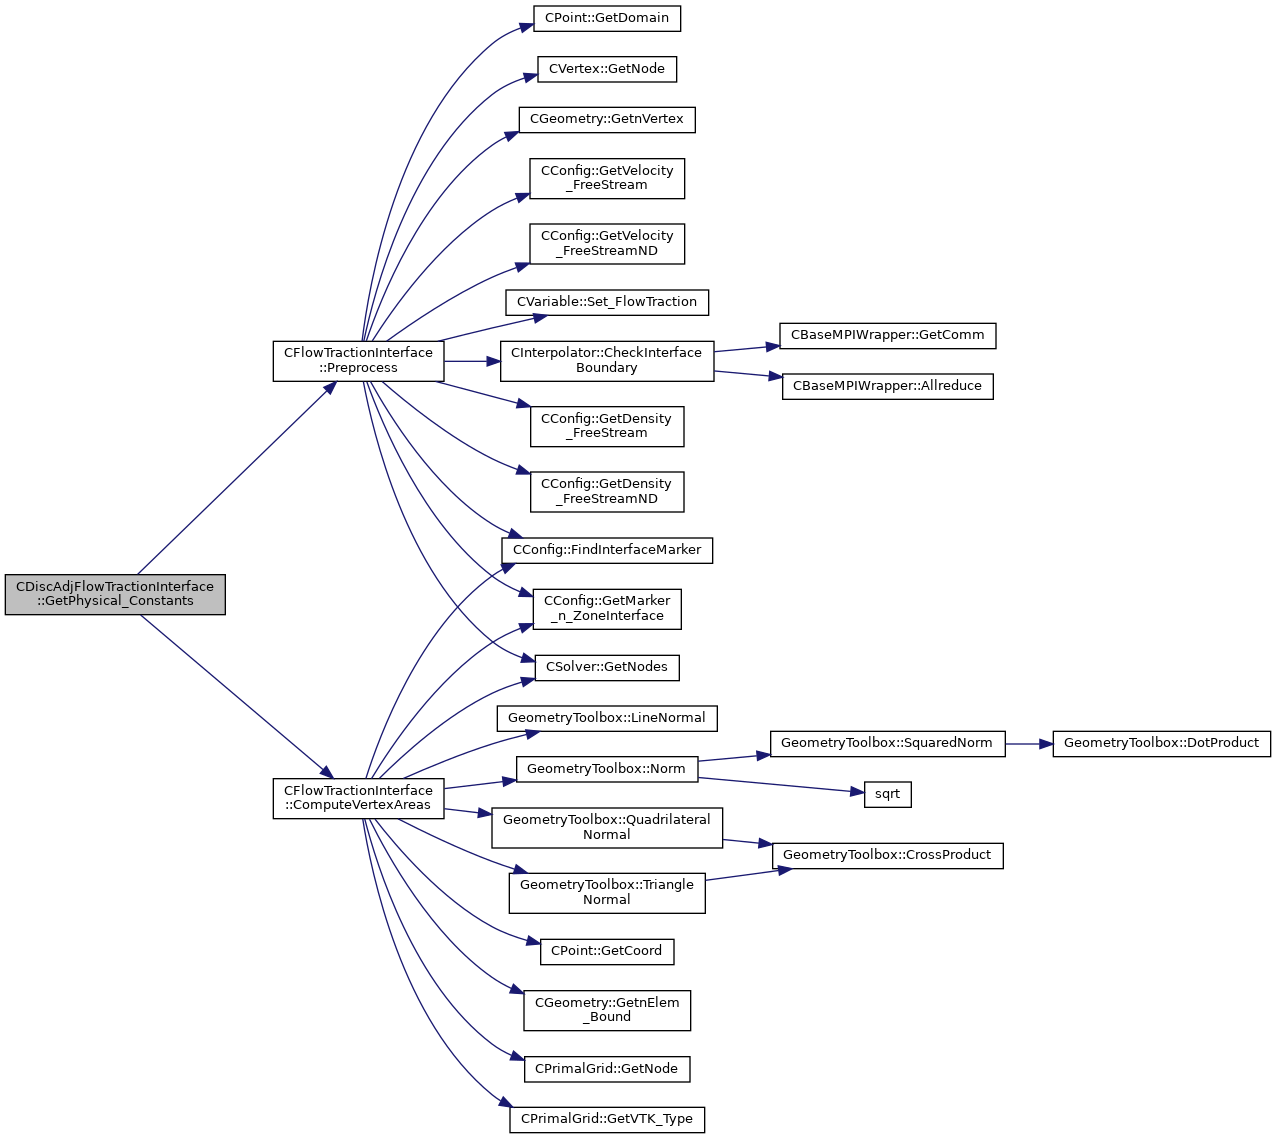 CPoint::GetDomain
CVertex::GetNode
CGeometry::GetnVertex
CConfig::GetVelocity
_FreeStream
CConfig::GetVelocity
_FreeStreamND
CVariable::Set_FlowTraction
CBaseMPIWrapper::GetComm
CFlowTractionInterface
::Preprocess
CInterpolator::CheckInterface
Boundary
CBaseMPIWrapper::Allreduce
CConfig::GetDensity
_FreeStream
CConfig::GetDensity
_FreeStreamND
CConfig::FindInterfaceMarker
CDiscAdjFlowTractionInterface
::GetPhysical_Constants
CConfig::GetMarker
_n_ZoneInterface
CSolver::GetNodes
GeometryToolbox::LineNormal
GeometryToolbox::SquaredNorm
GeometryToolbox::DotProduct
GeometryToolbox::Norm
sqrt
CFlowTractionInterface
::ComputeVertexAreas
GeometryToolbox::Quadrilateral
Normal
GeometryToolbox::CrossProduct
GeometryToolbox::Triangle
Normal
CPoint::GetCoord
CGeometry::GetnElem
_Bound
CPrimalGrid::GetNode
CPrimalGrid::GetVTK_Type